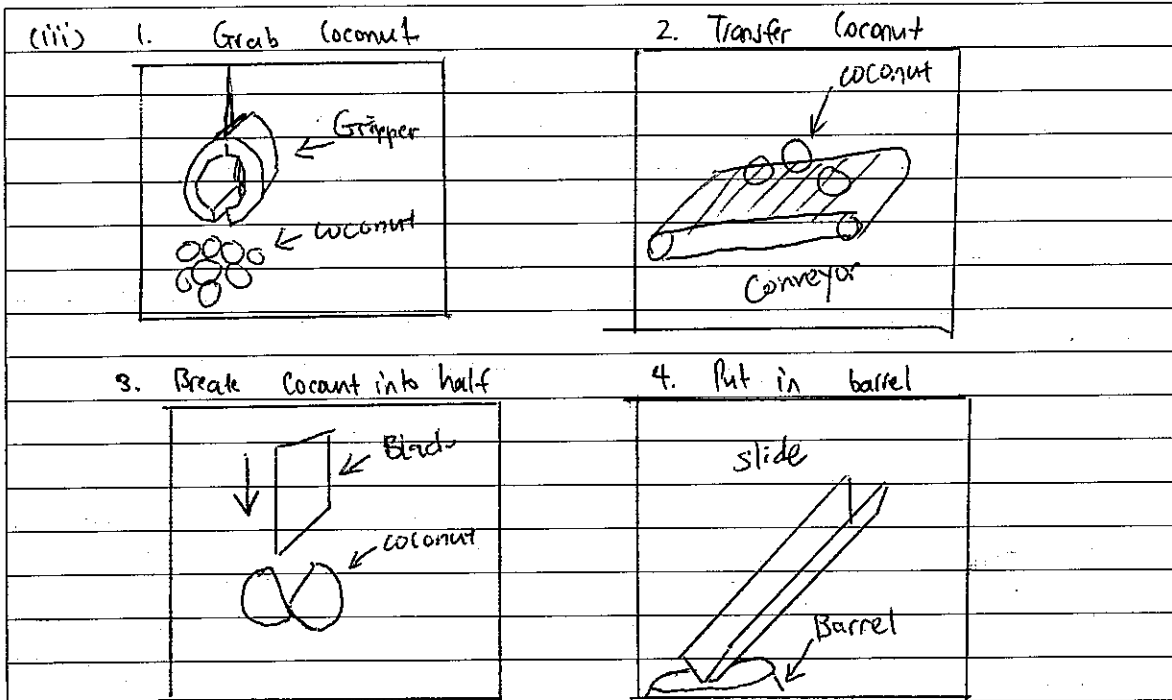 (iii) 1. Grab Coconut
2. Transfer Coconut
Gripper
coconut
coconut
Conveyor
3. Break Cocount into half
4. Put in barrel
Blade
coconut
slide
Barrel